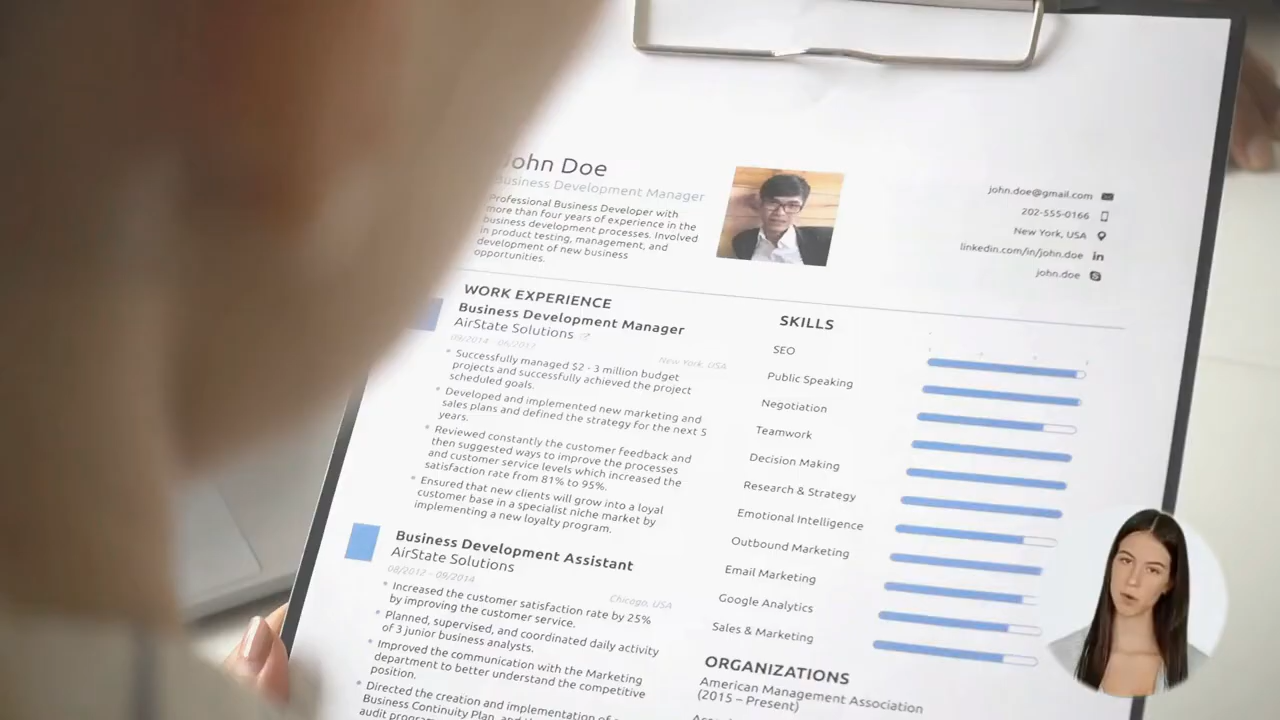 John Doe
Business Development Manager
Professional Business Developer with
more than four years of experience in the
business development processes. Involved
in product testing, management, and
development of new business
opportunities.
john.doe@gmail.com
202-555-0166
New York, USA
linkedin.com/in/john.doe
john.doe
WORK EXPERIENCE
Business Development Manager
AirState Solutions
New York, USA
Successfully managed $2 - 3 million budget
projects and successfully achieved the project
scheduled goals.
Developed and implemented new marketing and
sales plans and defined the strategy for the next 5
years.
Reviewed constantly the customer feedback and
then suggested ways to improve the processes
and customer service levels which increased the
satisfaction rate from 81% to 95%.
Ensured that new clients will grow into a loyal
customer base in a specialist niche market by
implementing a new loyalty program.
Business Development Assistant
AirState Solutions
08/2012 - 09/2014
Chicago, USA
Increased the customer satisfaction rate by 25%
by improving the customer service.
Planned, supervised, and coordinated daily activity
of 3 junior business analysts.
Improved the communication with the Marketing
department to better understand the competitive
position.
Directed the creation and implementation of a
Business Continuity Plan, and the
audit
SKILLS
SEO
Public Speaking
Negotiation
Teamwork
Decision Making
Research & Strategy
Emotional Intelligence
Outbound Marketing
Email Marketing
Google Analytics
Sales & Marketing
ORGANIZATIONS
American Management Association
(2015 – Present)